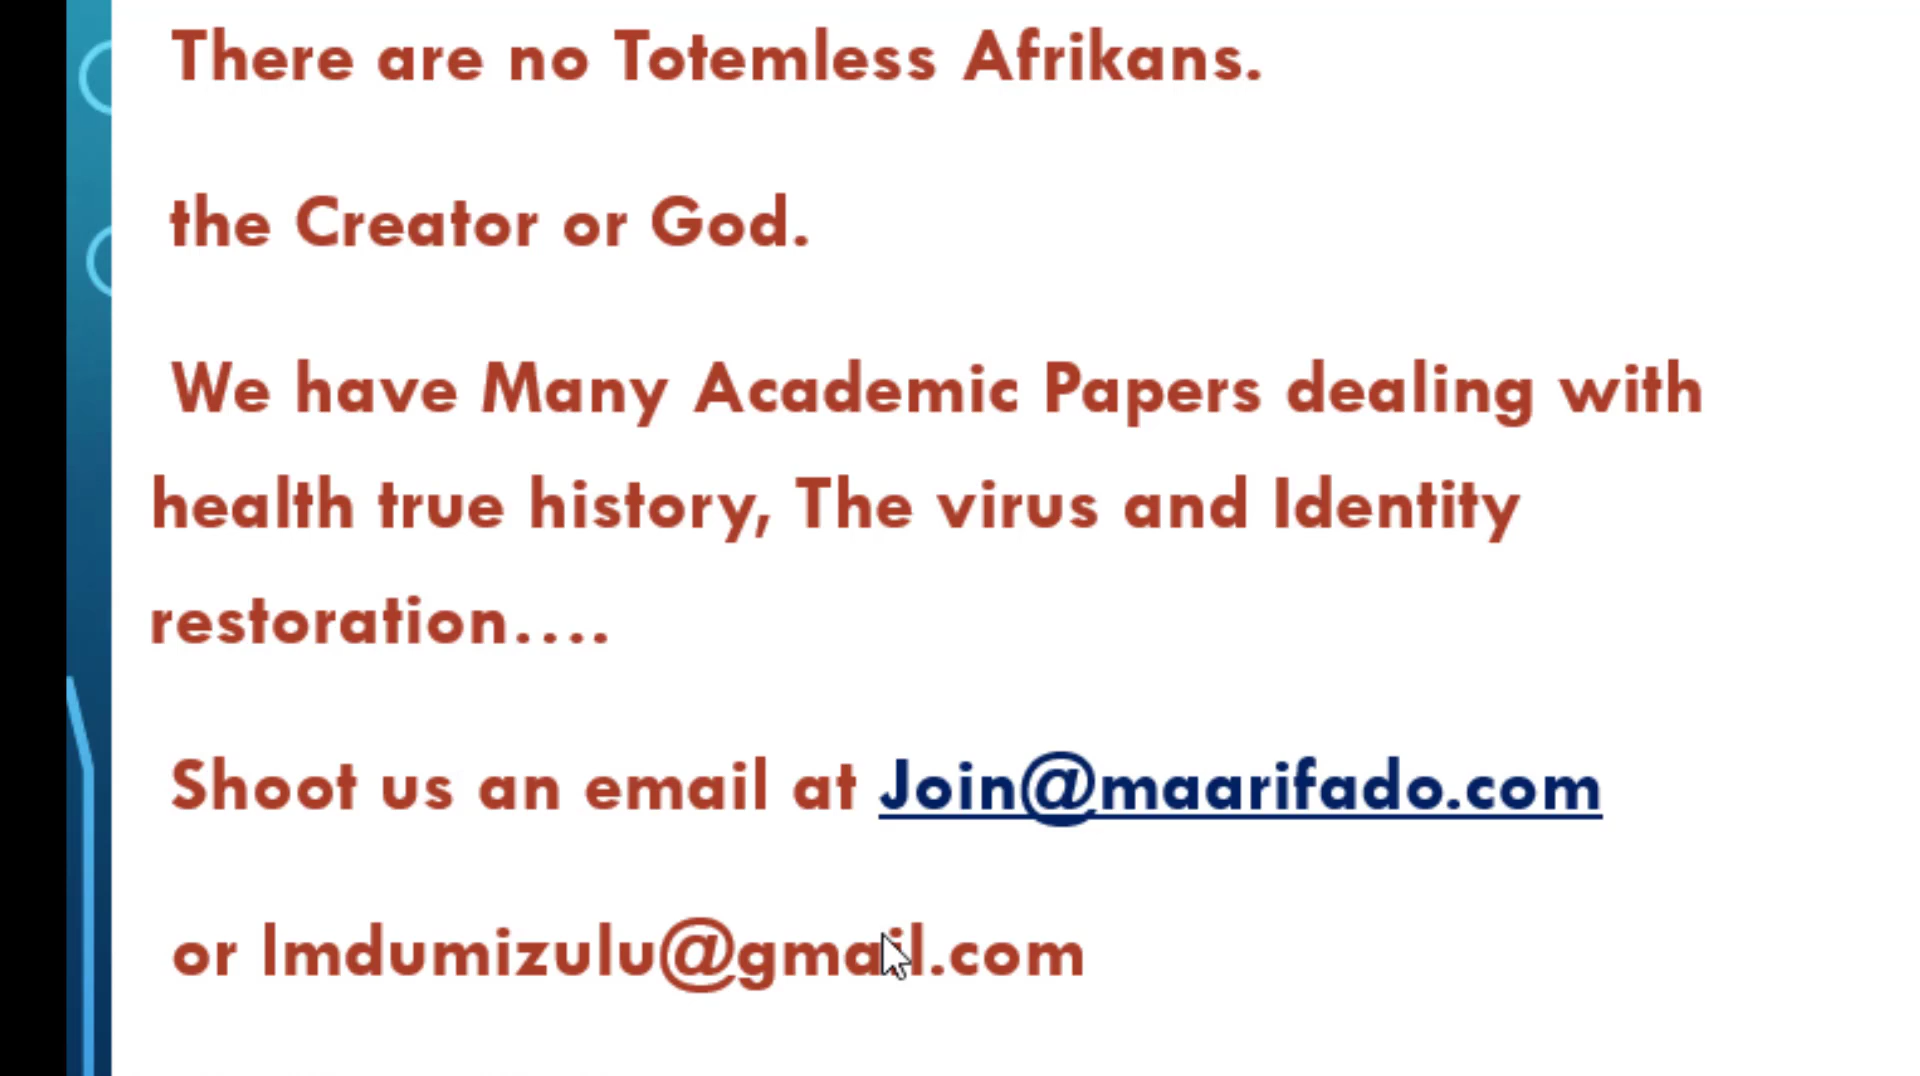 There are no Totemless Afrikans.
the Creator or God.
We have Many Academic Papers dealing with
health true history, The virus and Identity
restoration....
Shoot us an email at Join@maarifado.com
or lmdumizulu@gmail.com